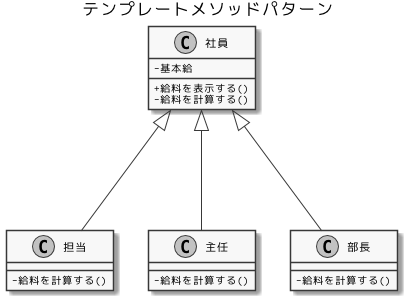 テンプレートメソッドパターン
C 社員
-基本給
+給料を表示する()
-給料を計算する()
C 担当
-給料を計算する()
C 主任
-給料を計算する()
C 部長
-給料を計算する()